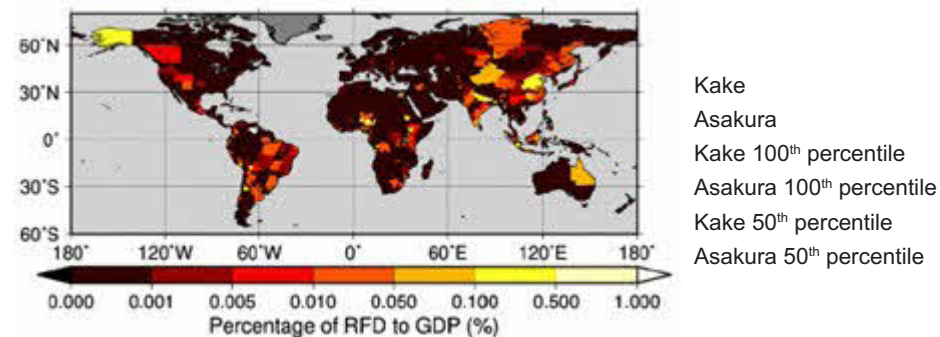 60°N
30°N
0°
30°S
60°S
180° 120°W 60°W 0° 60°E 120°E 180°
0.000 0.001 0.005 0.010 0.050 0.100 0.500 1.000
Percentage of RFD to GDP (%)
Kake
Asakura
Kake 100th percentile
Asakura 100th percentile
Kake 50th percentile
Asakura 50th percentile